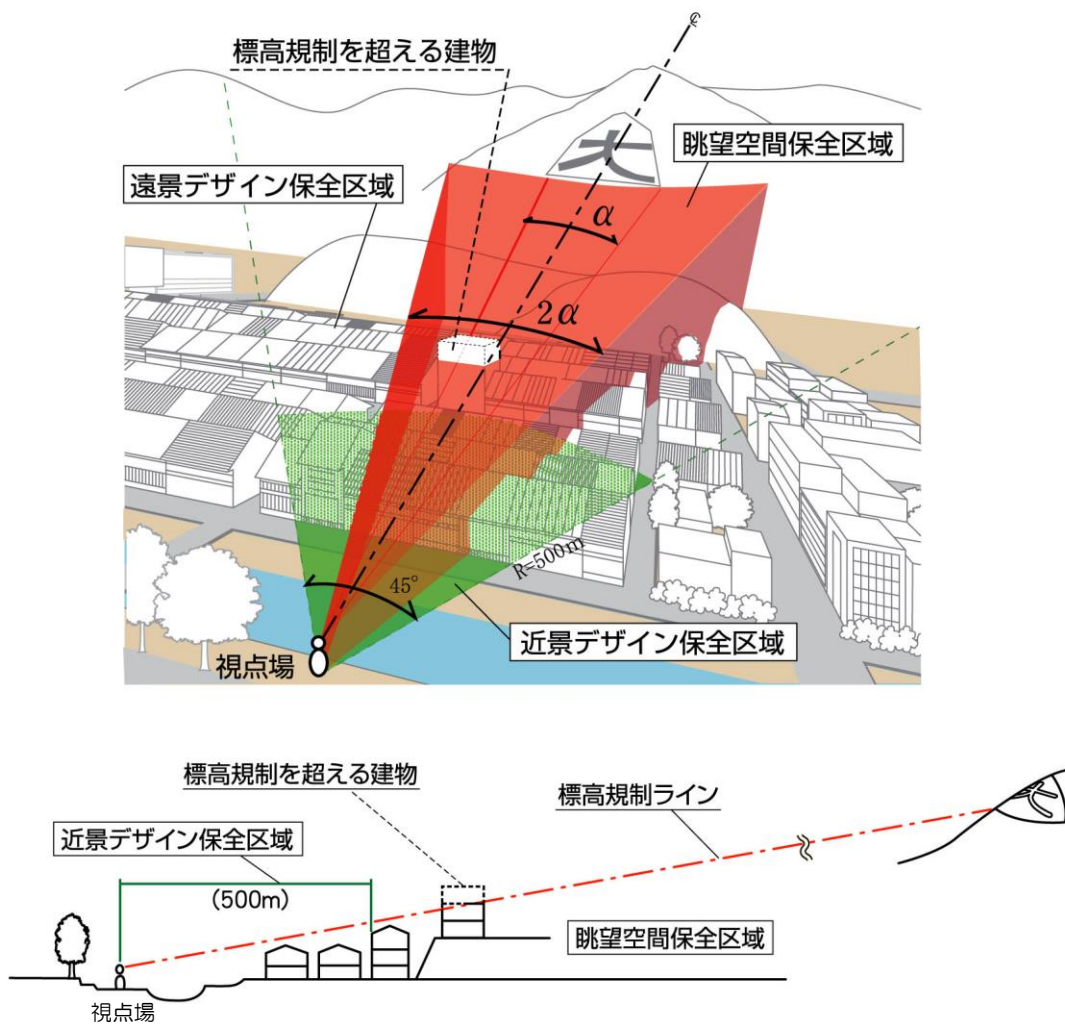 ℄
標高規制を超える建物
眺望空間保全区域
大
遠景デザイン保全区域
α
2α
R=500m
45°
近景デザイン保全区域
視点場
標高規制を超える建物
標高規制ライン
大
近景デザイン保全区域
(500m)
眺望空間保全区域
視点場